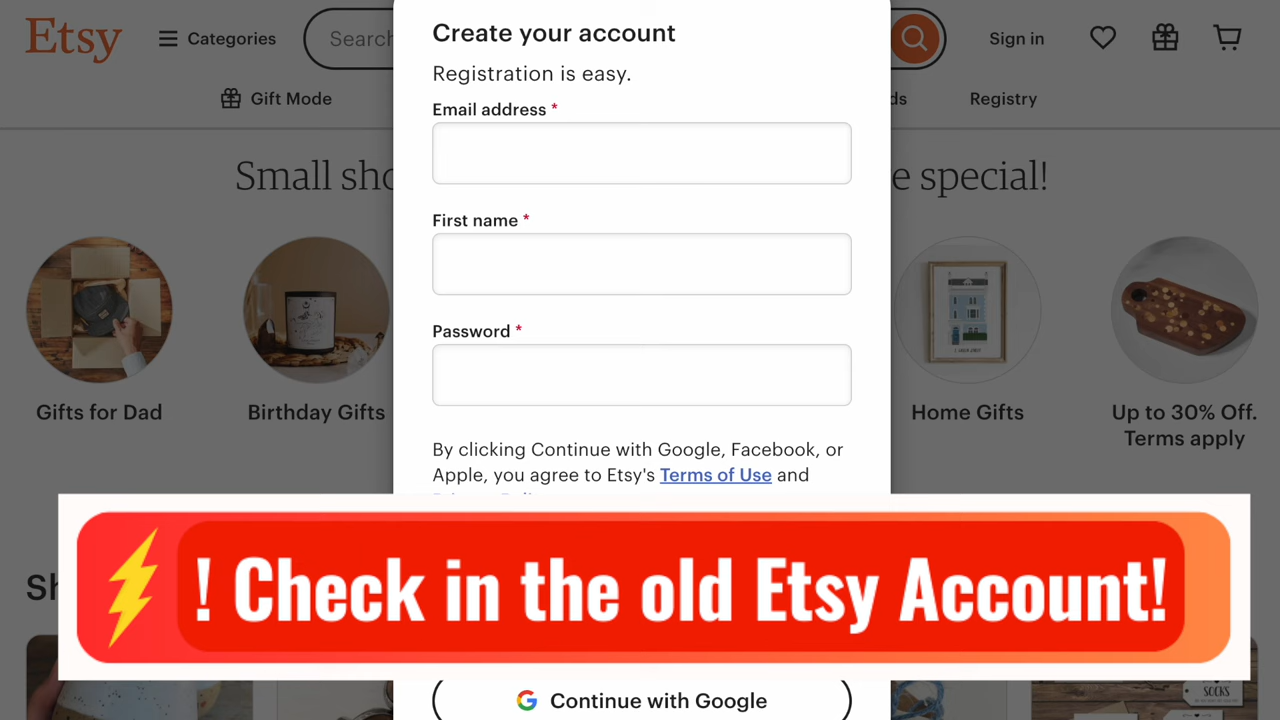 Etsy
Categories
Search
Sign in
Gift Mode
Registry
Small
e special!
Create your account
Registration is easy.
Email address *
First name *
Password *
By clicking Continue with Google, Facebook, or
Apple, you agree to Etsy's Terms of Use and
Gifts for Dad
Birthday Gifts
Home Gifts
Up to 30% Off.
Terms apply
! Check in the old Etsy Account!
Continue with Google
SOCKS